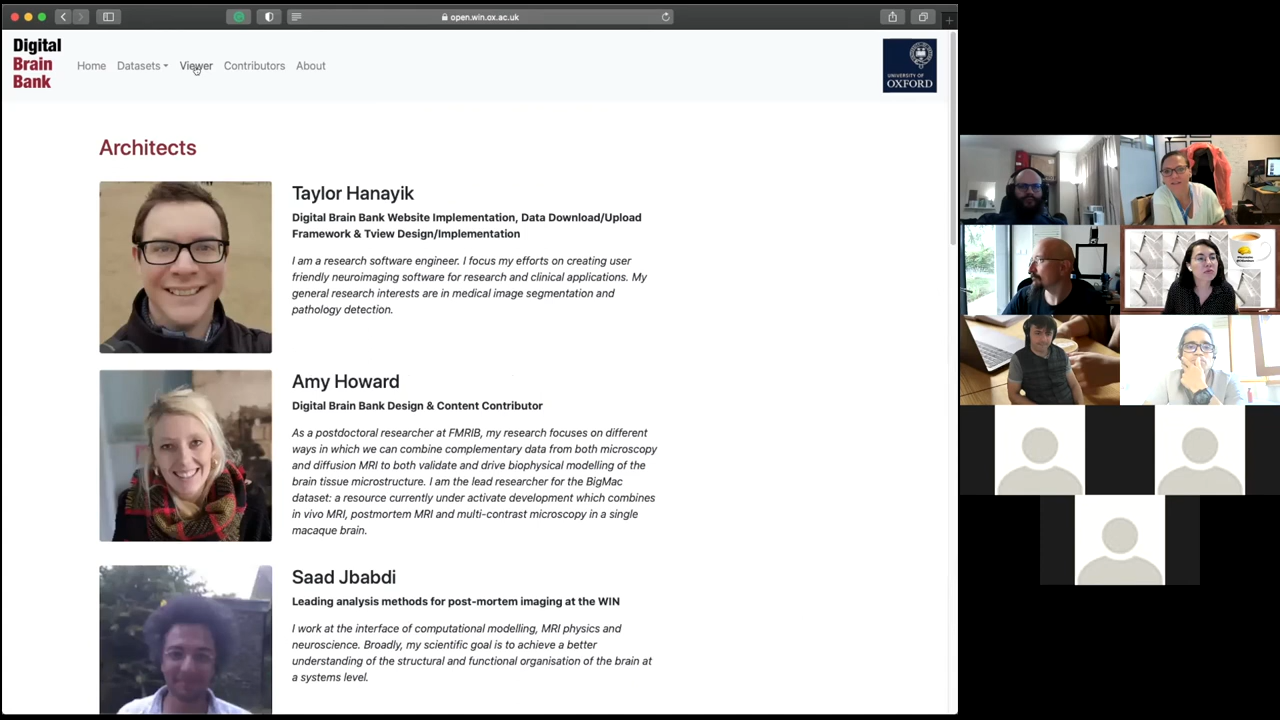 open.win.ox.ac.uk
Digital
Brain
Bank
Home Datasets Viewer Contributors About
UNIVERSITY OF
OXFORD
Architects
Taylor Hanayik
Digital Brain Bank Website Implementation, Data Download/Upload
Framework & Tview Design/Implementation
I am a research software engineer. I focus my efforts on creating user
friendly neuroimaging software for research and clinical applications. My
general research interests are in medical image segmentation and
pathology detection.
Amy Howard
Digital Brain Bank Design & Content Contributor
As a postdoctoral researcher at FMRIB, my research focuses on different
ways in which we can combine complementary data from both microscopy
and diffusion MRI to both validate and drive biophysical modelling of the
brain tissue microstructure. I am the lead researcher for the BigMac
dataset: a resource currently under activate development which combines
in vivo MRI, postmortem MRI and multi-contrast microscopy in a single
macaque brain.
Saad Jbabdi
Leading analysis methods for post-mortem imaging at the WIN
I work at the interface of computational modelling, MRI physics and
neuroscience. Broadly, my scientific goal is to achieve a better
understanding of the structural and functional organisation of the brain at
a systems level.